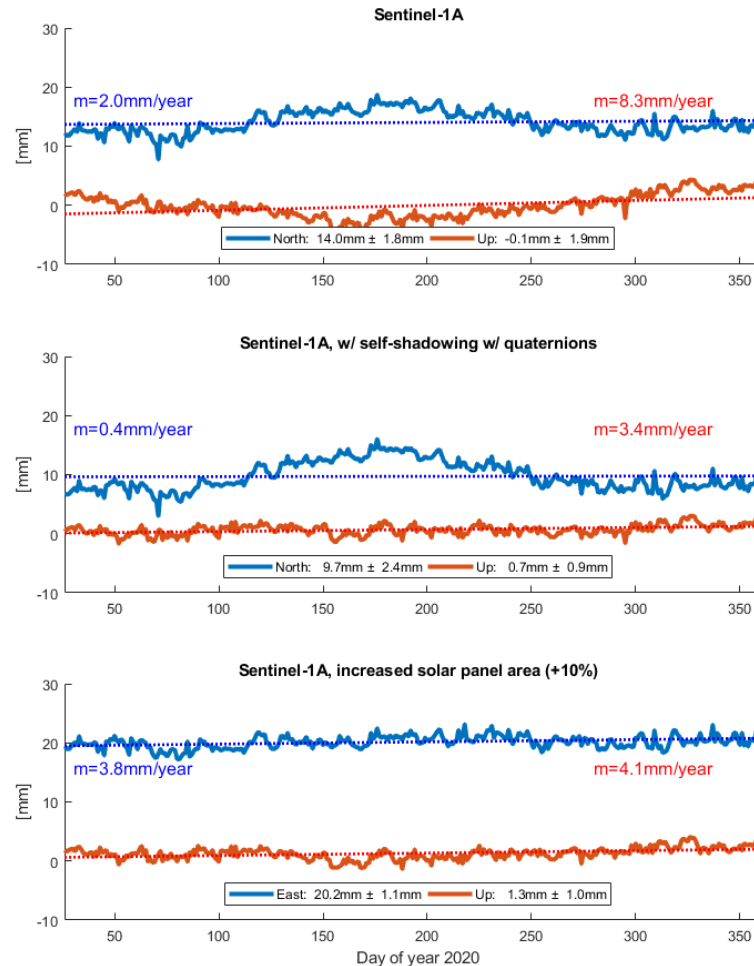 Sentinel-1A
30
20
m=2.0mm/year m=8.3mm/year
[mm]
10
0
North: 14.0mm ± 1.8mm Up: -0.1mm ± 1.9mm
-10
50 100 150 200 250 300 350
Sentinel-1A, w/ self-shadowing w/ quaternions
30
20
m=0.4mm/year m=3.4mm/year
[mm]
10
0
North: 9.7mm ± 2.4mm Up: 0.7mm ± 0.9mm
-10
50 100 150 200 250 300 350
Sentinel-1A, increased solar panel area (+10%)
30
20
m=3.8mm/year m=4.1mm/year
[mm]
10
0
East: 20.2mm ± 1.1mm Up: 1.3mm ± 1.0mm
-10
50 100 150 200 250 300 350
Day of year 2020